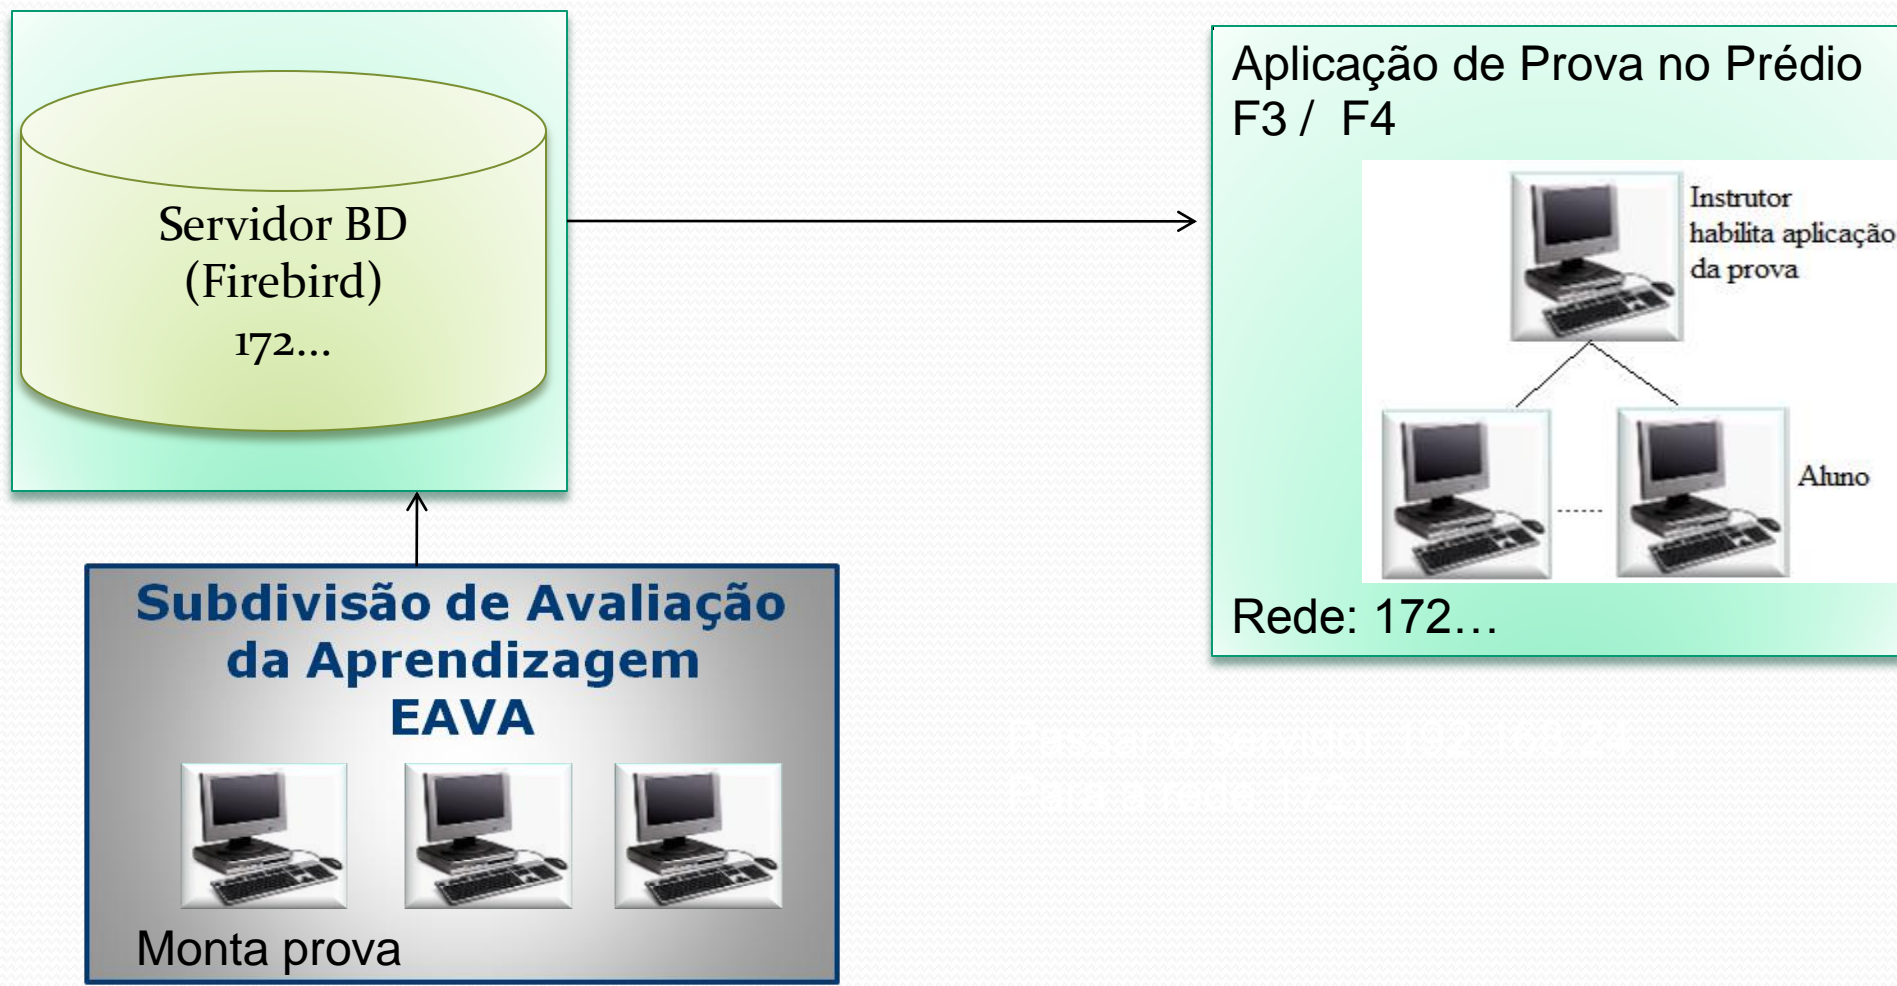 Servidor BD
(Firebird)
172...
Aplicação de Prova no Prédio
F3 / F4
Instrutor
habilita aplicação
da prova
Aluno
Rede: 172…
Subdivisão de Avaliação
da Aprendizagem
EAVA
Monta prova